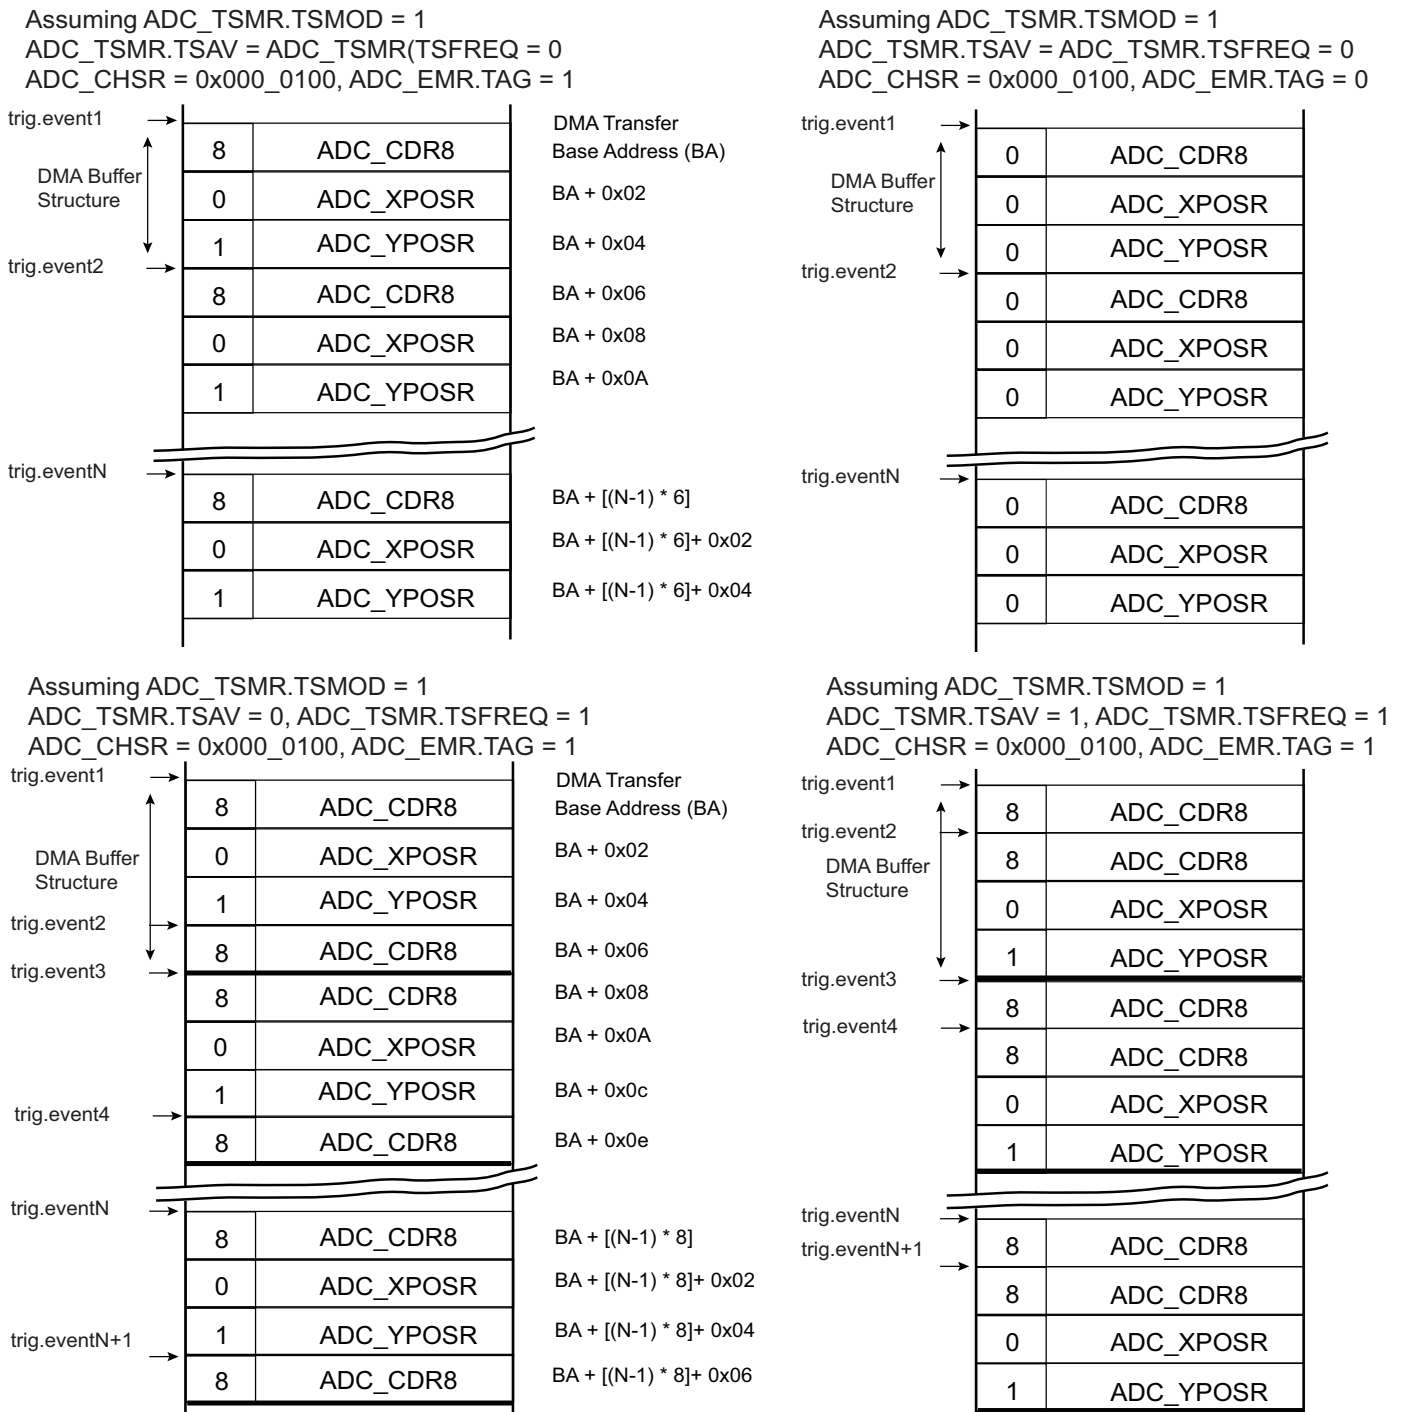 Assuming ADC_TSMR.TSMOD = 1
ADC_TSMR.TSAV = ADC_TSMR(TSFREQ = 0
ADC_CHSR = 0x000_0100, ADC_EMR.TAG = 1
trig.event1
DMA Transfer
8 ADC_CDR8 Base Address (BA)
DMA Buffer
Structure
0 ADC_XPOSR BA + 0x02
1 ADC_YPOSR BA + 0x04
trig.event2
8 ADC_CDR8 BA + 0x06
0 ADC_XPOSR BA + 0x08
1 ADC_YPOSR BA + 0x0A
trig.eventN
8 ADC_CDR8 BA + [(N-1) * 6]
0 ADC_XPOSR BA + [(N-1) * 6]+ 0x02
1 ADC_YPOSR BA + [(N-1) * 6]+ 0x04
Assuming ADC_TSMR.TSMOD = 1
ADC_TSMR.TSAV = ADC_TSMR.TSFREQ = 0
ADC_CHSR = 0x000_0100, ADC_EMR.TAG = 0
trig.event1
0 ADC_CDR8
DMA Buffer
Structure
0 ADC_XPOSR
0 ADC_YPOSR
trig.event2
0 ADC_CDR8
0 ADC_XPOSR
0 ADC_YPOSR
trig.eventN
0 ADC_CDR8
0 ADC_XPOSR
0 ADC_YPOSR
Assuming ADC_TSMR.TSMOD = 1
ADC_TSMR.TSAV = 0, ADC_TSMR.TSFREQ = 1
ADC_CHSR = 0x000_0100, ADC_EMR.TAG = 1
trig.event1
DMA Transfer
8 ADC_CDR8 Base Address (BA)
DMA Buffer
Structure
0 ADC_XPOSR BA + 0x02
1 ADC_YPOSR BA + 0x04
trig.event2
8 ADC_CDR8 BA + 0x06
trig.event3
8 ADC_CDR8 BA + 0x08
0 ADC_XPOSR BA + 0x0A
1 ADC_YPOSR BA + 0x0c
trig.event4
8 ADC_CDR8 BA + 0x0e
trig.eventN
8 ADC_CDR8 BA + [(N-1) * 8]
0 ADC_XPOSR BA + [(N-1) * 8]+ 0x02
1 ADC_YPOSR BA + [(N-1) * 8]+ 0x04
trig.eventN+1
8 ADC_CDR8 BA + [(N-1) * 8]+ 0x06
Assuming ADC_TSMR.TSMOD = 1
ADC_TSMR.TSAV = 1, ADC_TSMR.TSFREQ = 1
ADC_CHSR = 0x000_0100, ADC_EMR.TAG = 1
trig.event1
8 ADC_CDR8
trig.event2
DMA Buffer
Structure
8 ADC_CDR8
0 ADC_XPOSR
1 ADC_YPOSR
trig.event3
8 ADC_CDR8
trig.event4
8 ADC_CDR8
0 ADC_XPOSR
1 ADC_YPOSR
trig.eventN
8 ADC_CDR8
trig.eventN+1
8 ADC_CDR8
0 ADC_XPOSR
1 ADC_YPOSR